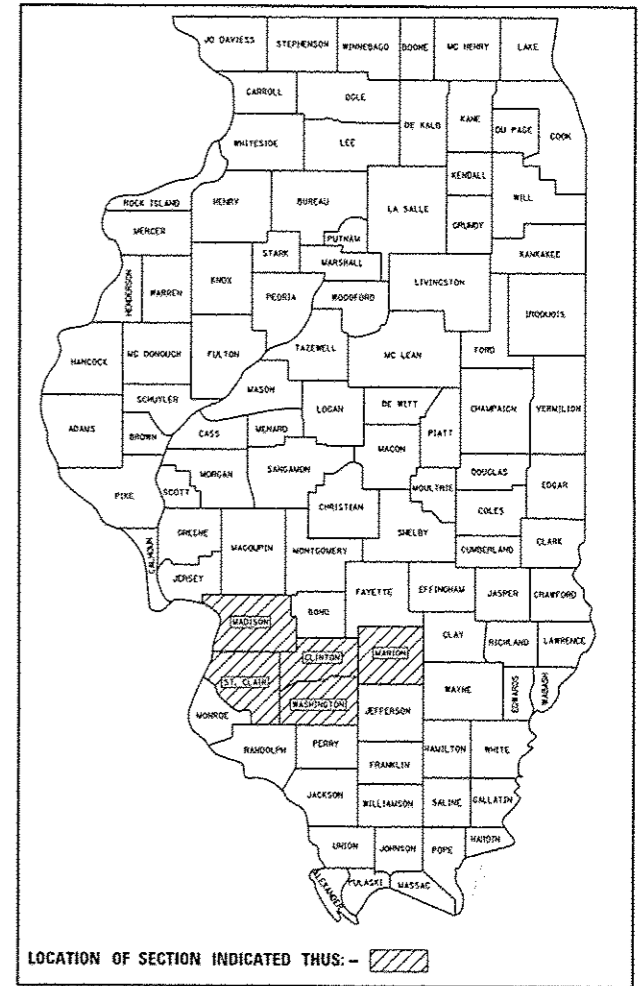 JO DAVIESS STEPHENSON WINNEBAGO BOONE MC HENRY LAKE
CARROLL OGLE DE KALB KANE DU PAGE COOK
WHITESIDE LEE KENDALL
ROCK ISLAND HENRY BUREAU LA SALLE GRUNDY WILL
MERCER STARK PUTNAM KANKAKEE
HENDERSON WARREN KNOX MARSHALL LIVINGSTON
PEORIA WOODFORD IROQUOIS
HANCOCK MC DONOUGH FULTON TAZEWELL MC LEAN FORD
SCHUYLER MASON
ADAMS BROWN CASS MENARD LOGAN DE WITT PIATT CHAMPAIGN VERMILION
MACON
PIKE SCOTT MORGAN SANGAMON MOULTRIE DOUGLAS EDGAR
CHRISTIAN COLES
CALHOUN GREENE MACOUPIN MONTGOMERY SHELBY CUMBERLAND CLARK
JERSEY
BOND FAYETTE EFFINGHAM JASPER CRAWFORD
MADISON CLINTON MARION CLAY RICHLAND LAWRENCE
ST. CLAIR WASHINGTON WAYNE EDWARDS WABASH
MONROE JEFFERSON
RANDOLPH PERRY HAMILTON WHITE
FRANKLIN
JACKSON WILLIAMSON SALINE GALLATIN
UNION JOHNSON POPE HARDIN
ALEXANDER PULASKI MASSAC
LOCATION OF SECTION INDICATED THUS: -